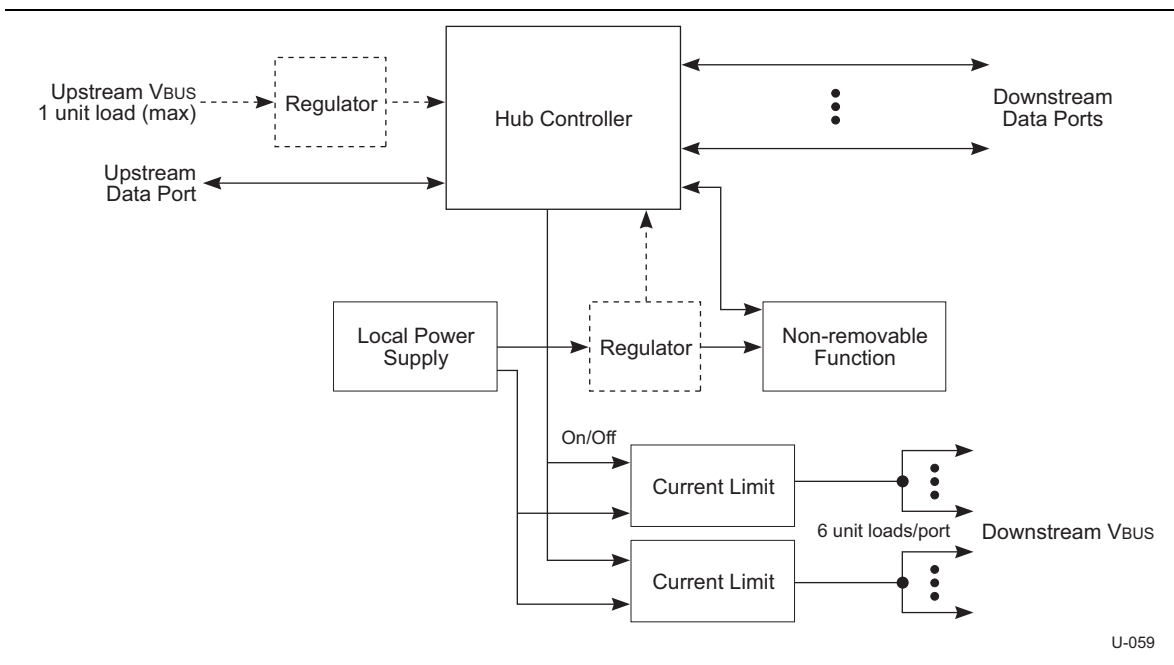 Upstream VBUS
1 unit load (max)
Regulator
Hub Controller
Downstream
Data Ports
Upstream
Data Port
Local Power
Supply
Regulator
Non-removable
Function
On/Off
Current Limit
6 unit loads/port
Downstream VBUS
Current Limit
U-059